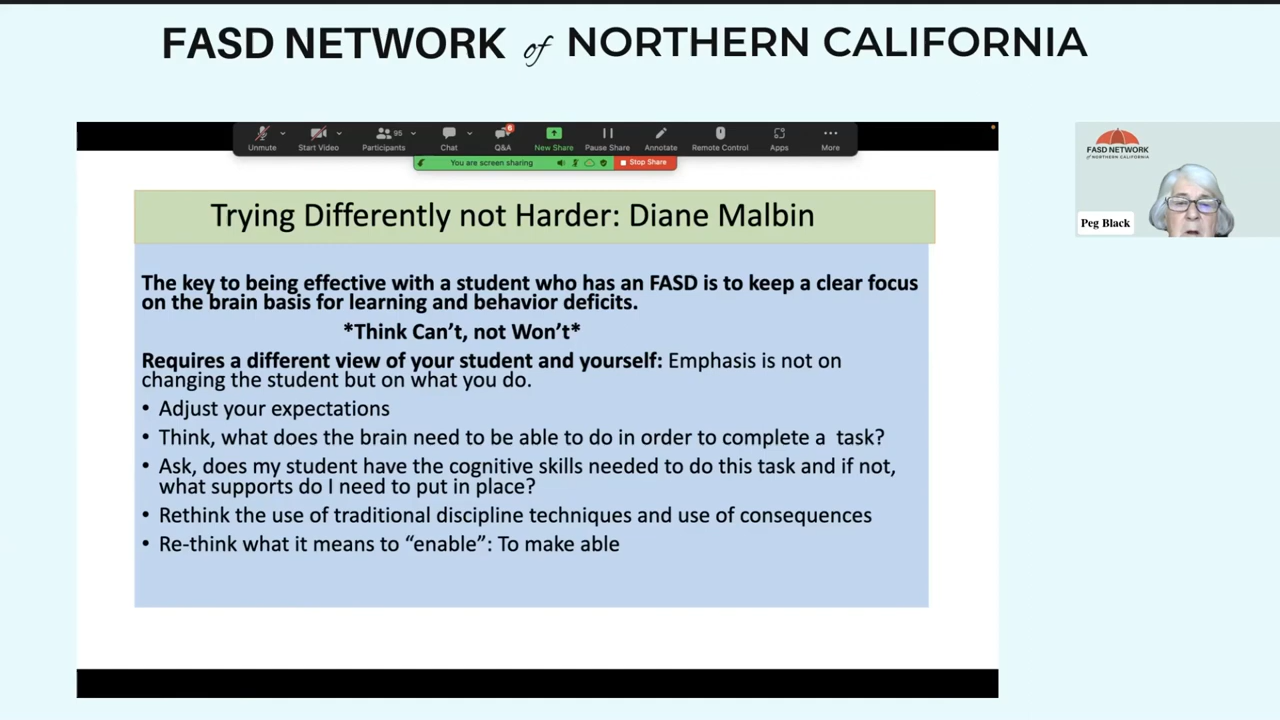 FASD NETWORK of NORTHERN CALIFORNIA
95
6
Unmute
Start Video
Participants
Chat
Q&A
New Share
Pause Share
Annotate
Remote Control
Apps
More
You are screen sharing
Stop Share
FASD NETWORK
of NORTHERN CALIFORNIA
Peg Black
Trying Differently not Harder: Diane Malbin
The key to being effective with a student who has an FASD is to keep a clear focus
on the brain basis for learning and behavior deficits.
*Think Can’t, not Won’t*
Requires a different view of your student and yourself: Emphasis is not on
changing the student but on what you do.
• Adjust your expectations
• Think, what does the brain need to be able to do in order to complete a task?
• Ask, does my student have the cognitive skills needed to do this task and if not,
what supports do I need to put in place?
• Rethink the use of traditional discipline techniques and use of consequences
• Re-think what it means to “enable”: To make able